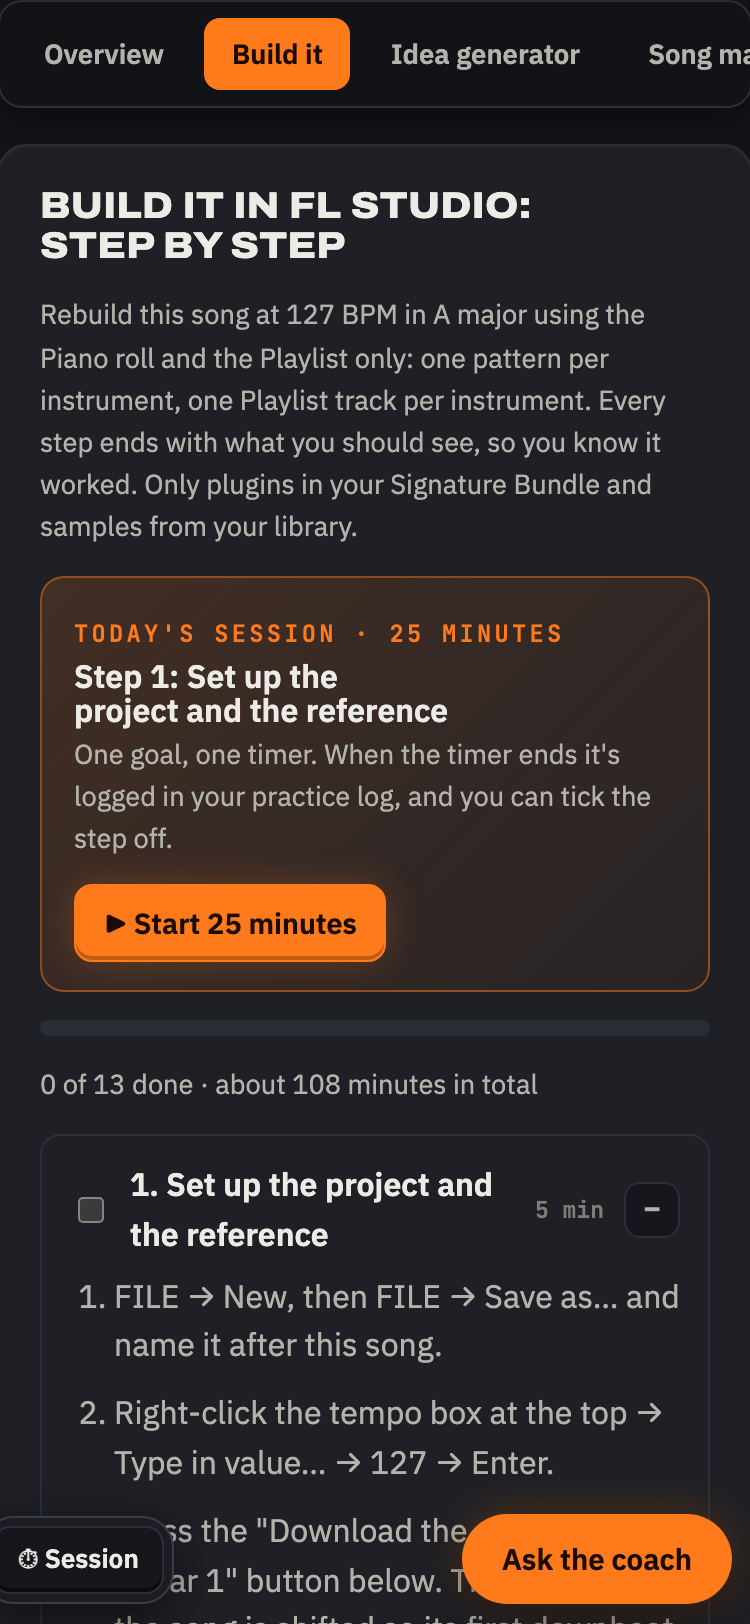 Overview Build it Idea generator Song ma
BUILD IT IN FL STUDIO:
STEP BY STEP
Rebuild this song at 127 BPM in A major using the
Piano roll and the Playlist only: one pattern per
instrument, one Playlist track per instrument. Every
step ends with what you should see, so you know it
worked. Only plugins in your Signature Bundle and
samples from your library.
TODAY'S SESSION · 25 MINUTES
Step 1: Set up the
project and the reference
One goal, one timer. When the timer ends it's
logged in your practice log, and you can tick the
step off.
▶ Start 25 minutes
0 of 13 done · about 108 minutes in total
1. Set up the project and
the reference
5 min −
1. FILE → New, then FILE → Save as... and
name it after this song.
2. Right-click the tempo box at the top →
Type in value... → 127 → Enter.
ss the "Download the
ar 1" button below.
⏱ Session
Ask the coach